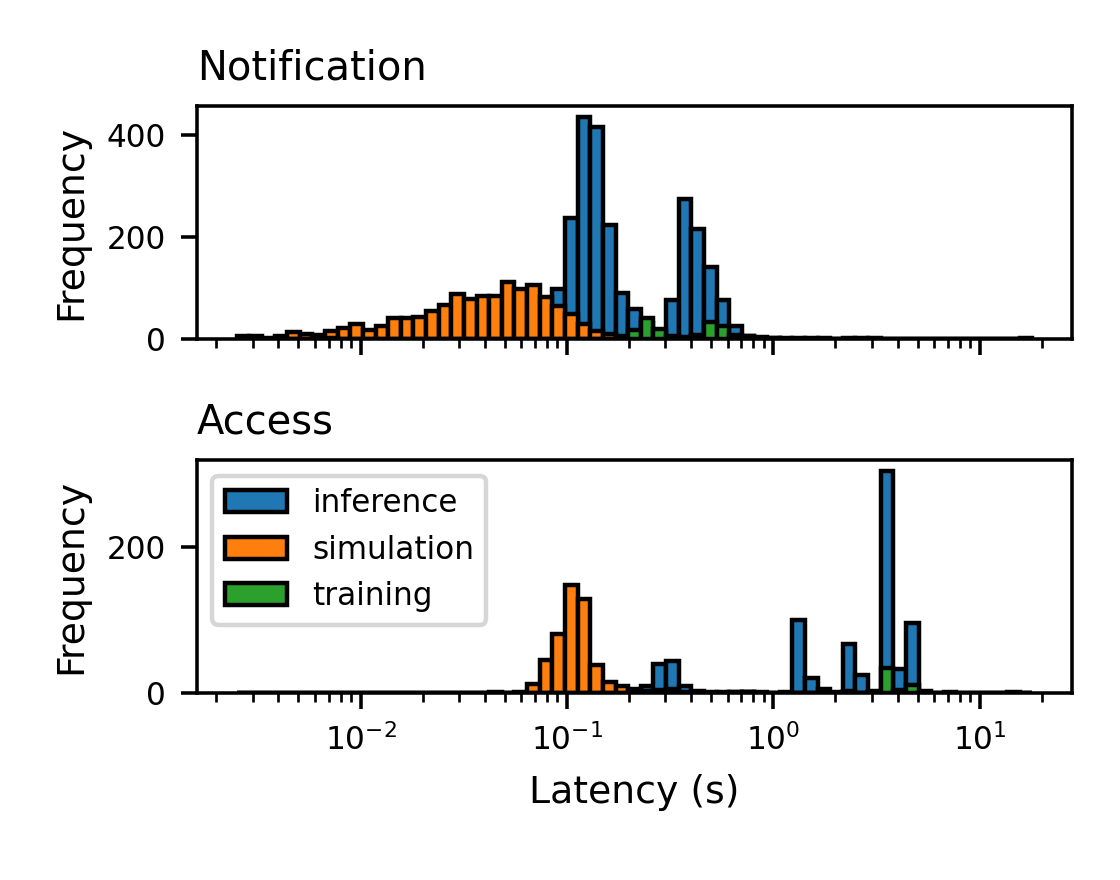 Notification
Frequency
400
200
0
Access
Frequency
200
0
inference
simulation
training
10⁻² 10⁻¹ 10⁰ 10¹
Latency (s)